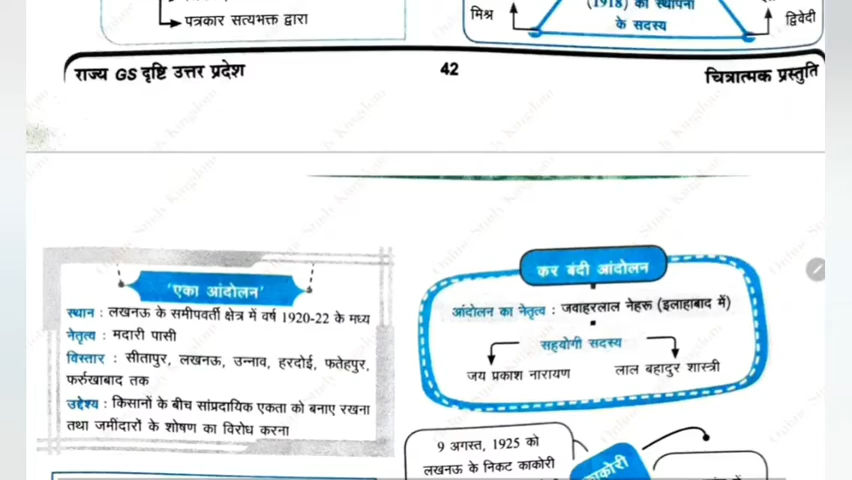 पत्रकार सत्यभक्त द्वारा
मिश्र
(1918) की स्थापना
के सदस्य
द्विवेदी
राज्य GS दृष्टि उत्तर प्रदेश
42
चित्रात्मक प्रस्तुति
'एका आंदोलन'
स्थान : लखनऊ के समीपवर्ती क्षेत्र में वर्ष 1920-22 के मध्य
नेतृत्व : मदारी पासी
विस्तार : सीतापुर, लखनऊ, उन्नाव, हरदोई, फतेहपुर,
फर्रुखाबाद तक
उद्देश्य : किसानों के बीच सांप्रदायिक एकता को बनाए रखना
तथा जमींदारों के शोषण का विरोध करना
कर बंदी आंदोलन
आंदोलन का नेतृत्व : जवाहरलाल नेहरू (इलाहाबाद में)
सहयोगी सदस्य
जय प्रकाश नारायण
लाल बहादुर शास्त्री
9 अगस्त, 1925 को
लखनऊ के निकट काकोरी
काकोरी
Online Study Kingdom